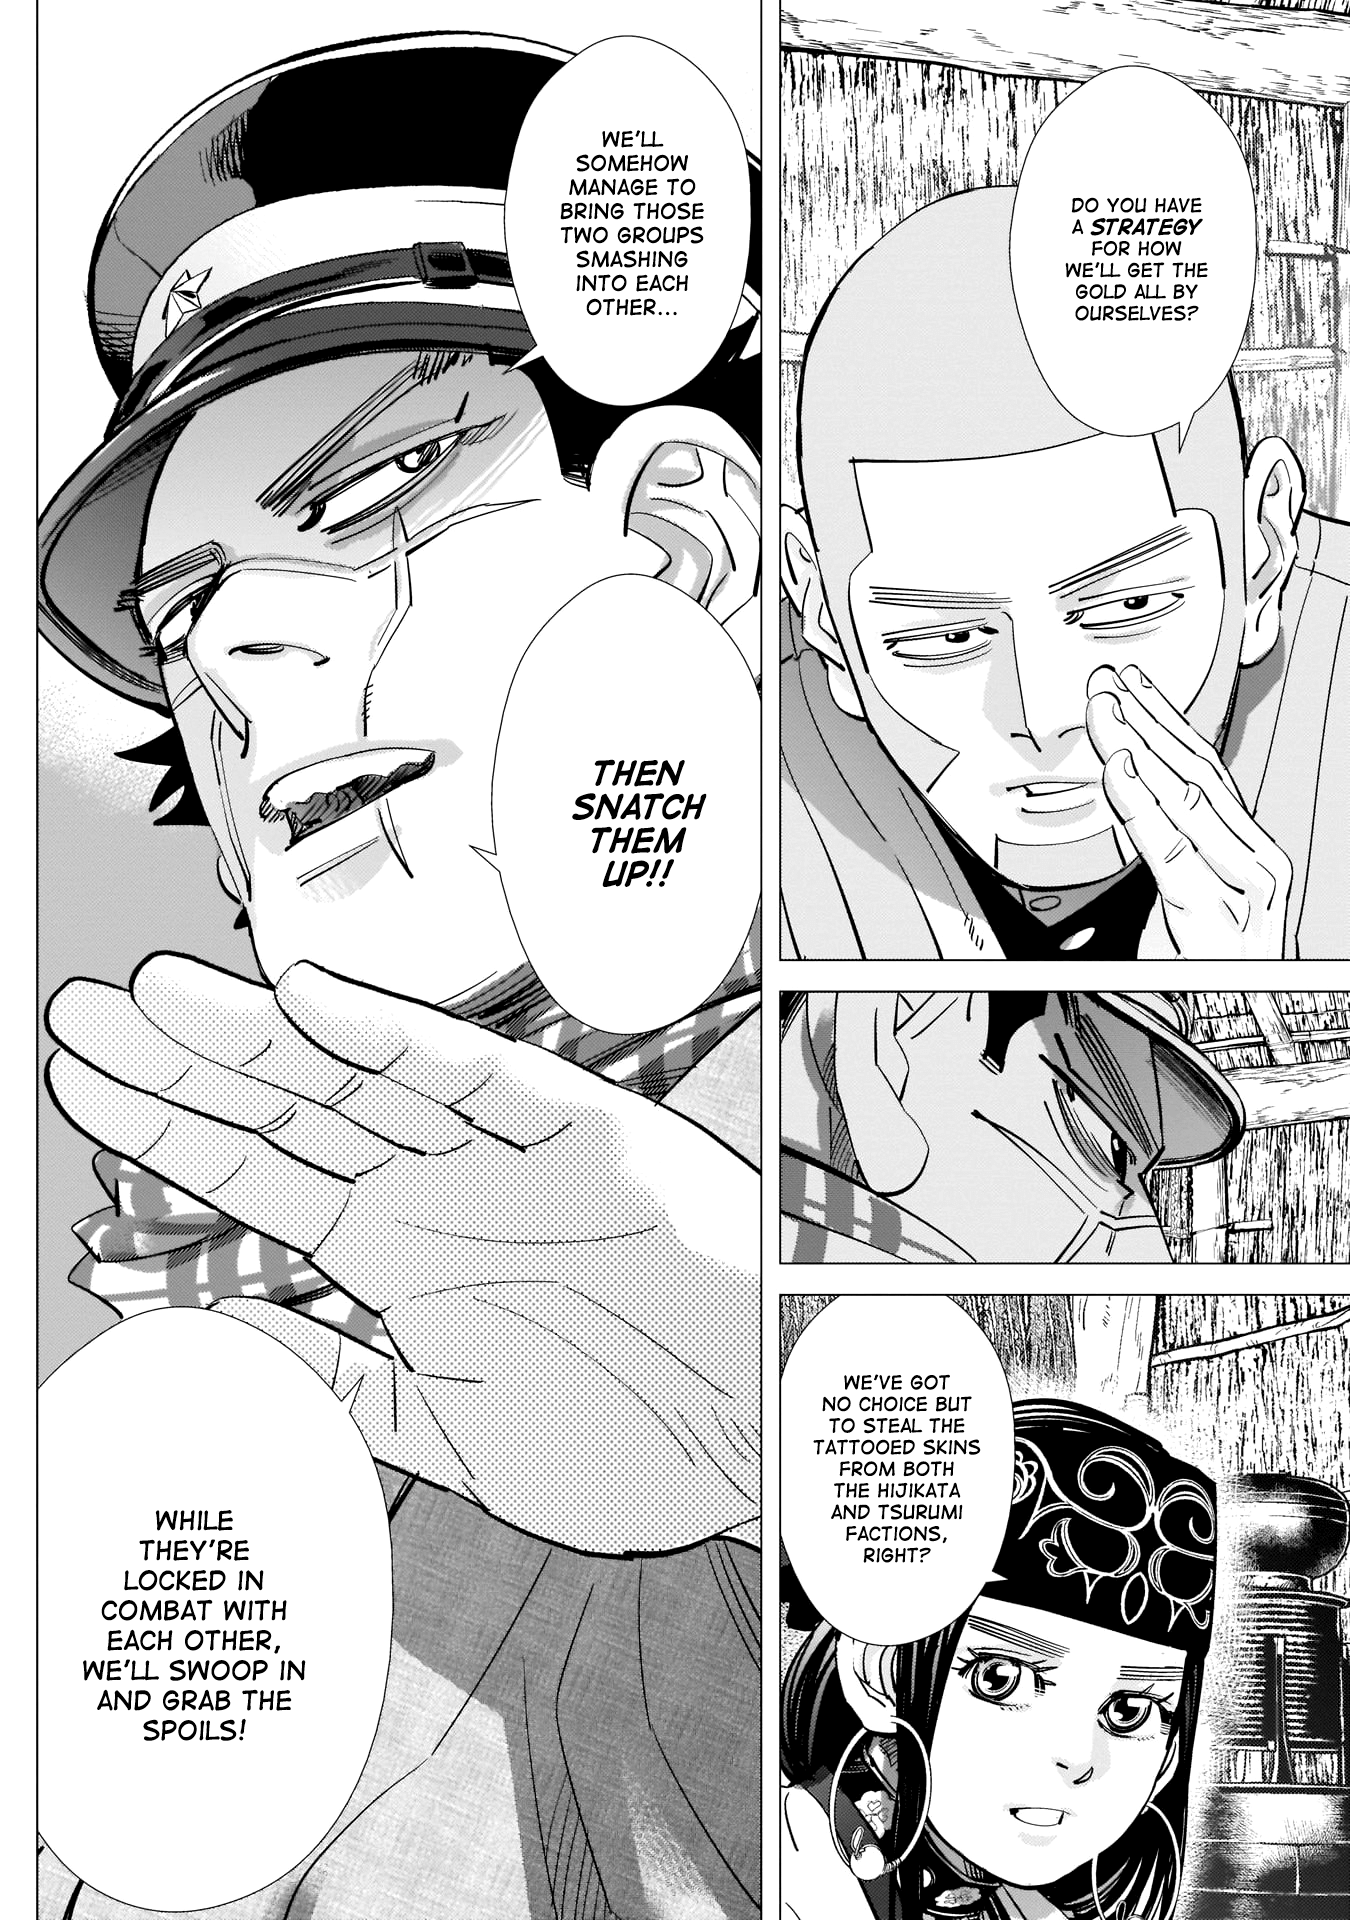 DO YOU HAVE
A STRATEGY
FOR HOW
WE'LL GET THE
GOLD ALL BY
OURSELVES?
WE'VE GOT
NO CHOICE BUT
TO STEAL THE
TATTOOED SKINS
FROM BOTH
THE HIJIKATA
AND TSURUMI
FACTIONS,
RIGHT?
WE'LL
SOMEHOW
MANAGE TO
BRING THOSE
TWO GROUPS
SMASHING
INTO EACH
OTHER...
THEN
SNATCH
THEM
UP!!
WHILE
THEY'RE
LOCKED IN
COMBAT WITH
EACH OTHER,
WE'LL SWOOP IN
AND GRAB THE
SPOILS!